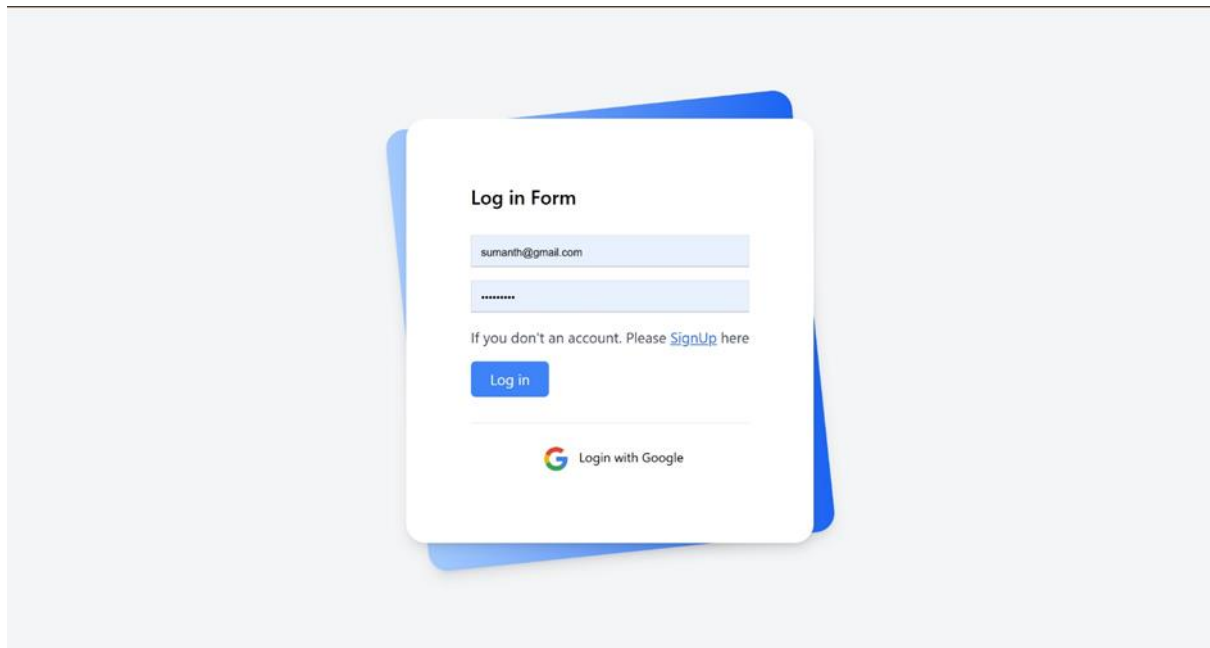 Log in Form
sumanth@gmail.com
•••••••••
If you don't an account. Please SignUp here
Log in
Login with Google